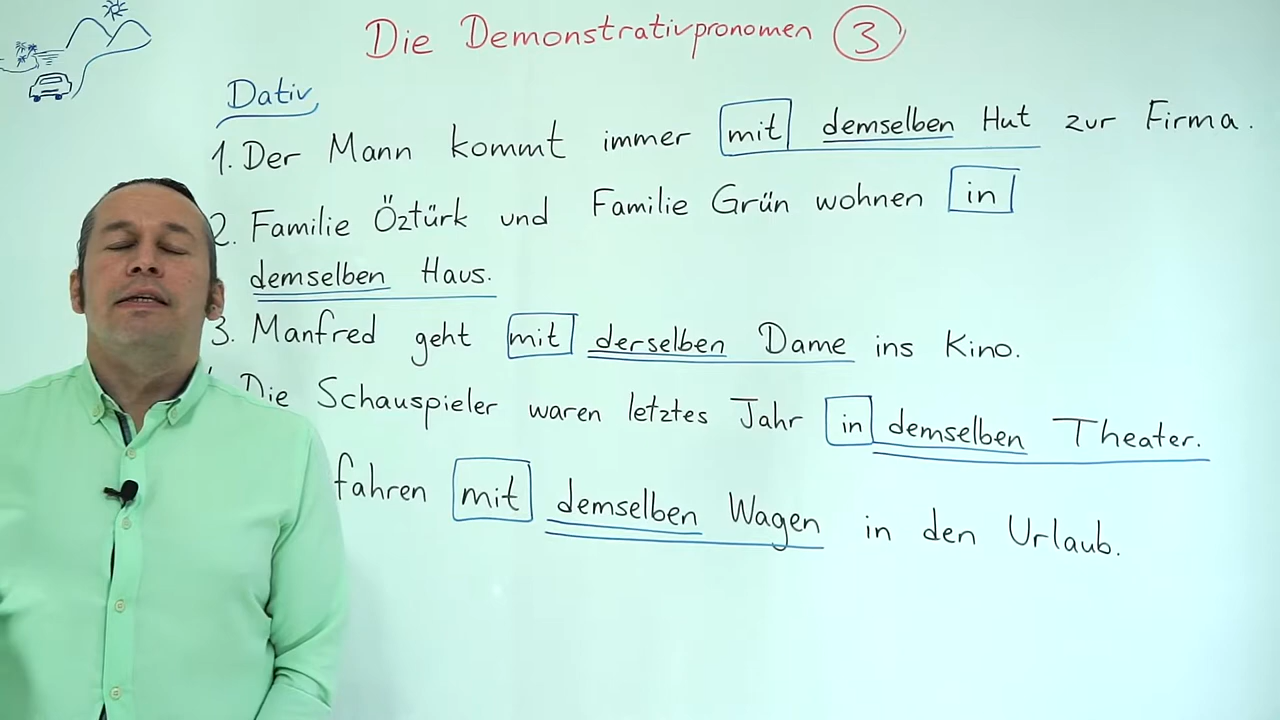 Die Demonstrativpronomen 3
Dativ
1. Der Mann kommt immer mit demselben Hut zur Firma.
2. Familie Öztürk und Familie Grün wohnen in
demselben Haus.
3. Manfred geht mit derselben Dame ins Kino.
Die Schauspieler waren letztes Jahr in demselben Theater.
fahren mit demselben Wagen in den Urlaub.